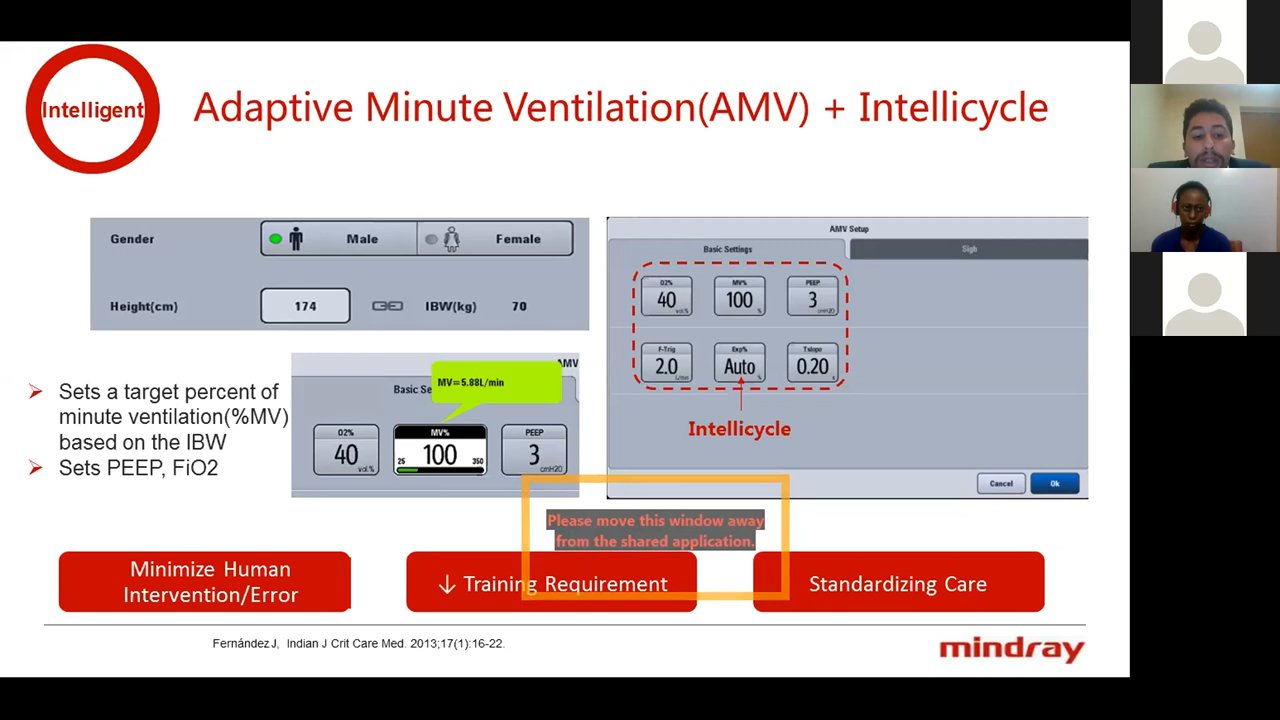 Intelligent
Adaptive Minute Ventilation(AMV) + Intellicycle
Gender
Male
Female
Height(cm)
174
IBW(kg)
70
➢ Sets a target percent of
minute ventilation(%MV)
based on the IBW
➢ Sets PEEP, FiO2
AMV
Basic Se
MV=5.88L/min
O2%
40
vol.%
MV%
25 100 350
PEEP
3
cmH2O
AMV Setup
Basic Settings
Sigh
O2%
40
vol.%
MV%
100
%
PEEP
3
cmH2O
F-Trig
2.0
L/min
Exp%
Auto
%
Tslope
0.20
s
Intellicycle
Cancel
Ok
Please move this window away
from the shared application.
Minimize Human
Intervention/Error
↓ Training Requirement
Standardizing Care
Fernández J, Indian J Crit Care Med. 2013;17(1):16-22.
mindray